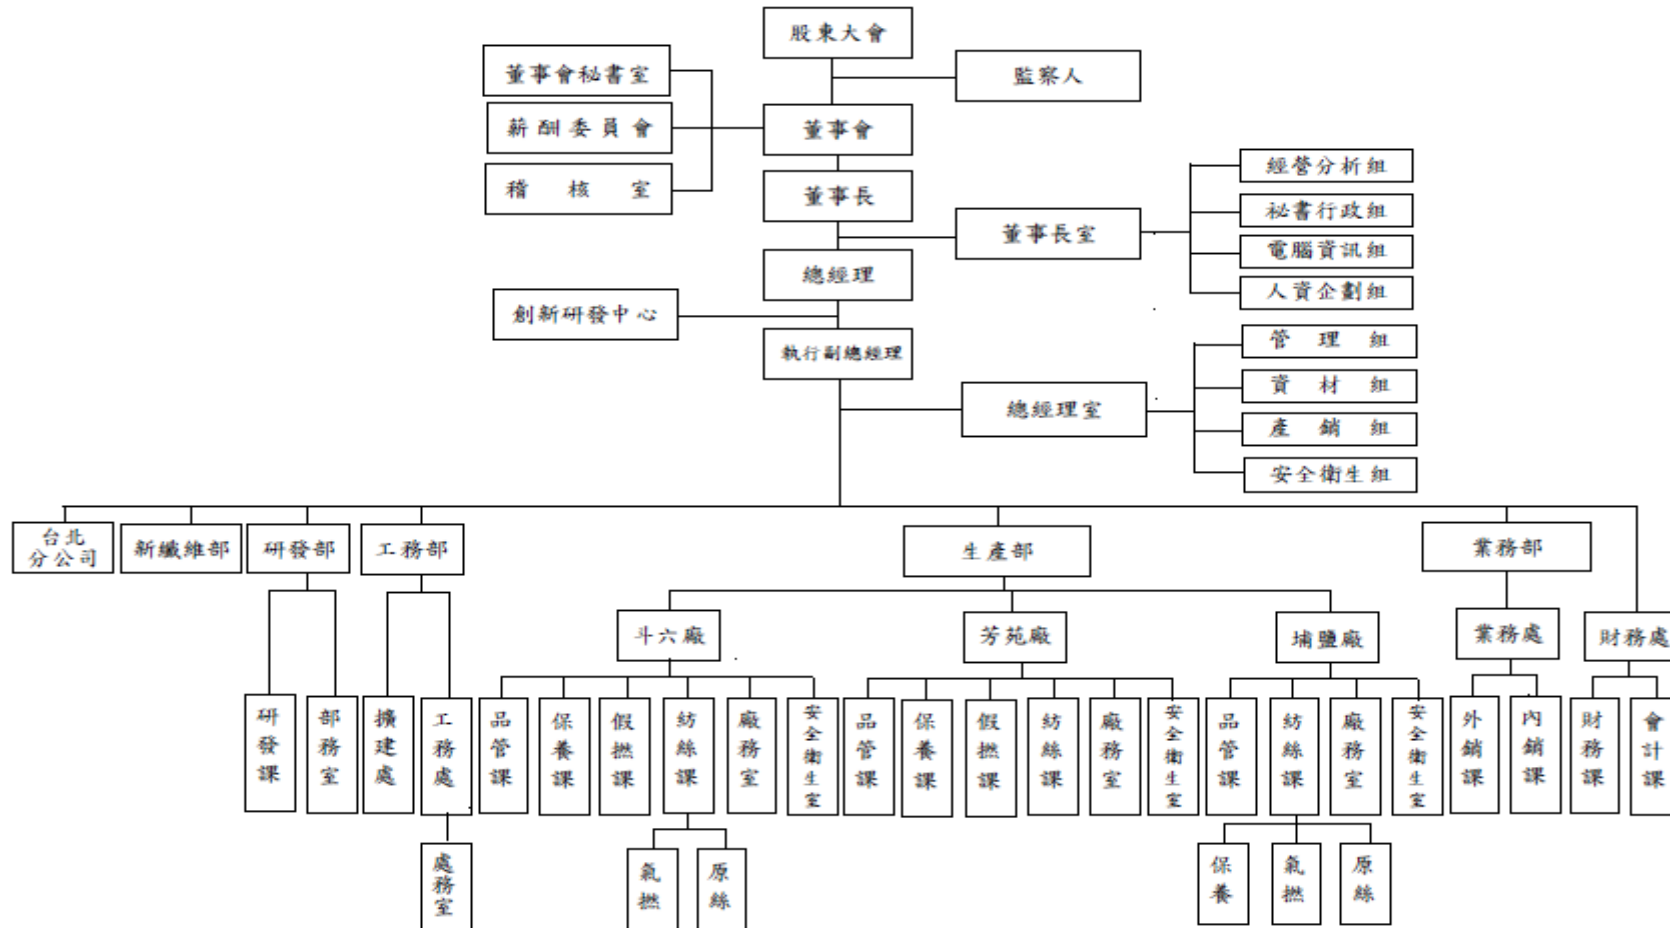 股東大會
董事會秘書室
監察人
薪酬委員會
董事會
稽核室
董事長
經營分析組
秘書行政組
董事長室
電腦資訊組
總經理
人資企劃組
創新研發中心
執行副總經理
管理組
資材組
總經理室
產銷組
安全衛生組
台北
分公司
新纖維部
研發部
工務部
生產部
業務部
斗六廠
芳苑廠
埔鹽廠
業務處
財務處
研發課
部務室
擴建處
工務處
品管課
保養課
假撚課
紡絲課
廠務室
安全衛生室
品管課
保養課
假撚課
紡絲課
廠務室
安全衛生室
品管課
紡絲課
廠務室
安全衛生室
外銷課
內銷課
財務課
會計課
處務室
氣撚
原絲
保養
氣撚
原絲